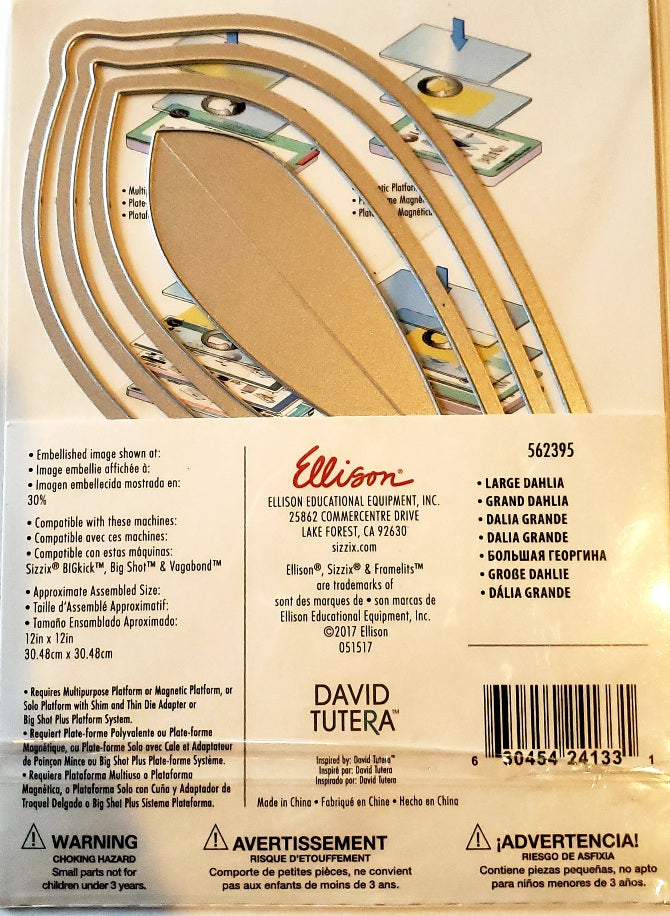 • Multi
• Plate-
• Plataf
• Embellished image shown at:
• Image embellie affichée à:
• Imagen embellecida mostrada en:
30%
• Compatible with these machines:
• Compatible avec ces machines:
• Compatible con estas máquinas:
Sizzix® BIGkick™, Big Shot™ & Vagabond™
• Approximate Assembled Size:
• Taille d'Assemblé Approximatif:
• Tamaño Ensamblado Aproximado:
12in x 12in
30.48cm x 30.48cm
• Requires Multipurpose Platform or Magnetic Platform, or
Solo Platform with Shim and Thin Die Adapter or
Big Shot Plus Platform System.
• Requiert Plate-forme Polyvalente ou Plate-forme
Magnétique, ou Plate-forme Solo avec Cale et Adaptateur
de Poinçon Mince ou Big Shot Plus Plate-forme Système.
• Requiere Plataforma Multiuso o Plataforma
Magnética, o Plataforma Solo con Cuña y Adaptador de
Troquel Delgado o Big Shot Plus Sistema Plataforma.
Ellison®
ELLISON EDUCATIONAL EQUIPMENT, INC.
25862 COMMERCENTRE DRIVE
LAKE FOREST, CA 92630
sizzix.com
Ellison®, Sizzix® & Framelits™
are trademarks of
sont des marques de • son marcas de
Ellison Educational Equipment, Inc.
©2017 Ellison
051517
DAVID
TUTERA™
Inspired by: David Tutera™
Inspiré par: David Tutera
Inspirado por: David Tutera
Made in China • Fabriqué en Chine • Hecho en China
562395
• LARGE DAHLIA
• GRAND DAHLIA
• DALIA GRANDE
• DALIA GRANDE
• БОЛЬШАЯ ГЕОРГИНА
• GROßE DAHLIE
• DÁLIA GRANDE
6 30454 24133 1
WARNING
CHOKING HAZARD
Small parts not for
children under 3 years.
AVERTISSEMENT
RISQUE D'ETOUFFEMENT
Comporte de petites pièces, ne convient
pas aux enfants de moins de 3 ans.
¡ADVERTENCIA!
RIESGO DE ASFIXIA
Contiene piezas pequeñas, no apto
para niños menores de 3 años.